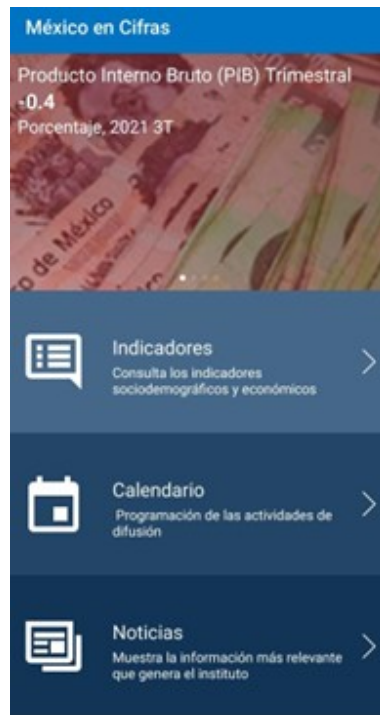 México en Cifras
Producto Interno Bruto (PIB) Trimestral
-0.4
Porcentaje, 2021 3T
o de México
Indicadores
Consulta los indicadores
sociodemográficos y económicos
Calendario
Programación de las actividades de
difusión
Noticias
Muestra la información más relevante
que genera el instituto